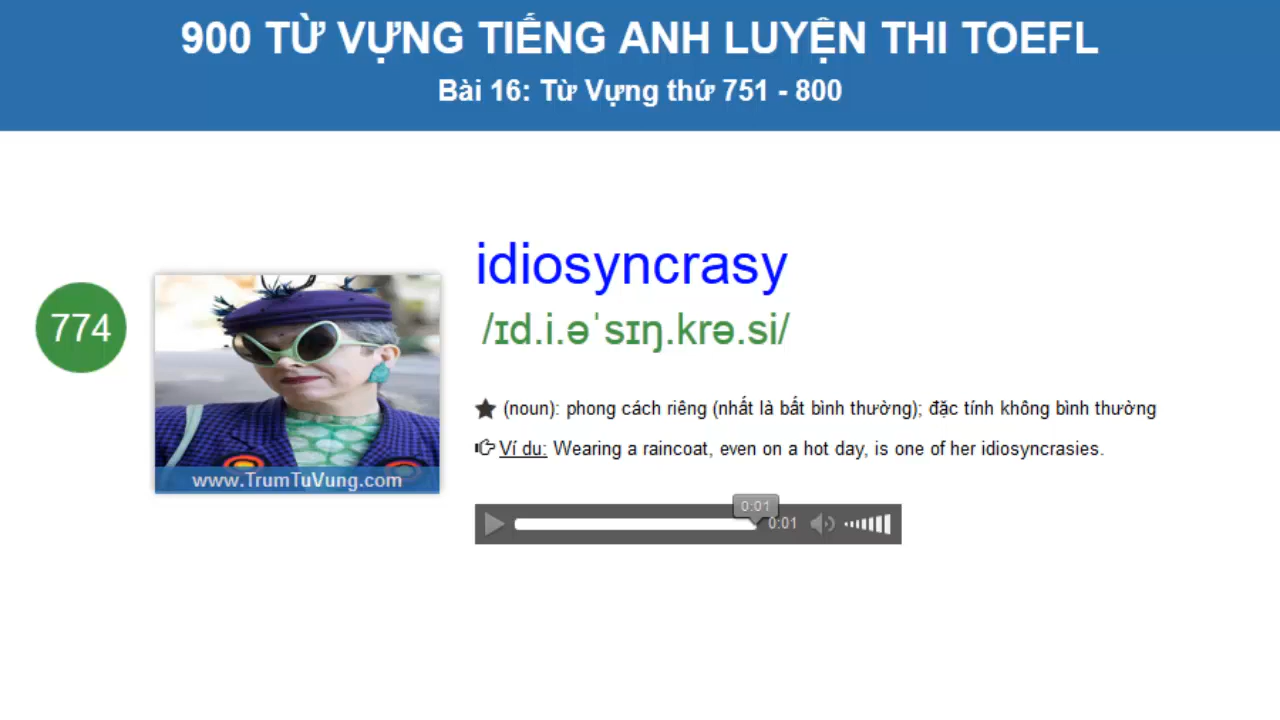 900 TỪ VỰNG TIẾNG ANH LUYỆN THI TOEFL
Bài 16: Từ Vựng thứ 751 - 800
774
idiosyncrasy
/ɪd.i.əˈsɪŋ.krə.si/
(noun): phong cách riêng (nhất là bất bình thường); đặc tính không bình thường
Ví du: Wearing a raincoat, even on a hot day, is one of her idiosyncrasies.
www.TrumTuVung.com
0:01
0:01